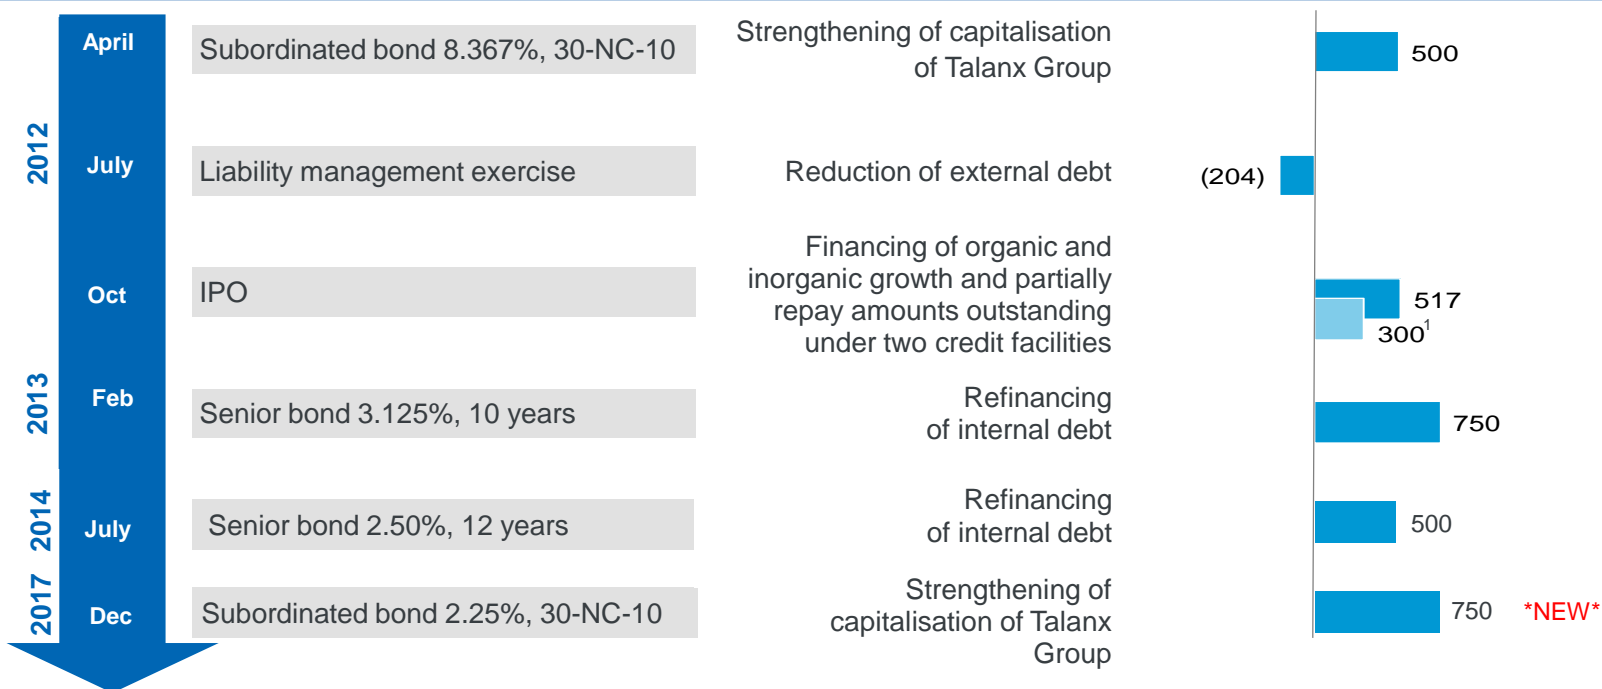 2012
April
Subordinated bond 8.367%, 30-NC-10
Strengthening of capitalisation
of Talanx Group
500
July
Liability management exercise
Reduction of external debt
(204)
Oct
IPO
Financing of organic and
inorganic growth and partially
repay amounts outstanding
under two credit facilities
517
300¹
2013
Feb
Senior bond 3.125%, 10 years
Refinancing
of internal debt
750
2014
July
Senior bond 2.50%, 12 years
Refinancing
of internal debt
500
2017
Dec
Subordinated bond 2.25%, 30-NC-10
Strengthening of
capitalisation of Talanx
Group
750
*NEW*